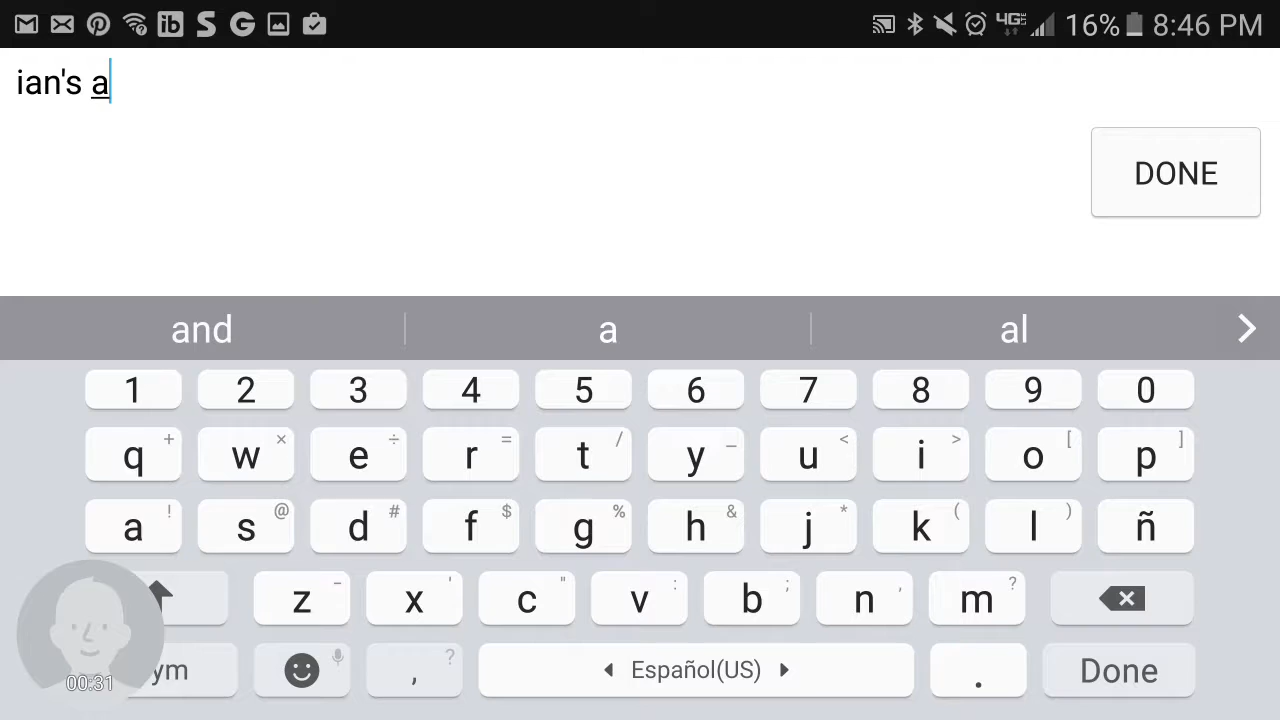 16% 8:46 PM
ian's a
DONE
and a al
1 2 3 4 5 6 7 8 9 0
q + w × e ÷ r = t / y _ u < i > o [ p ]
a ! s @ d # f $ g % h & j * k ( l ) ñ
z - x ' c " v : b ; n , m ?
ym , ? Español(US) . Done
00:31